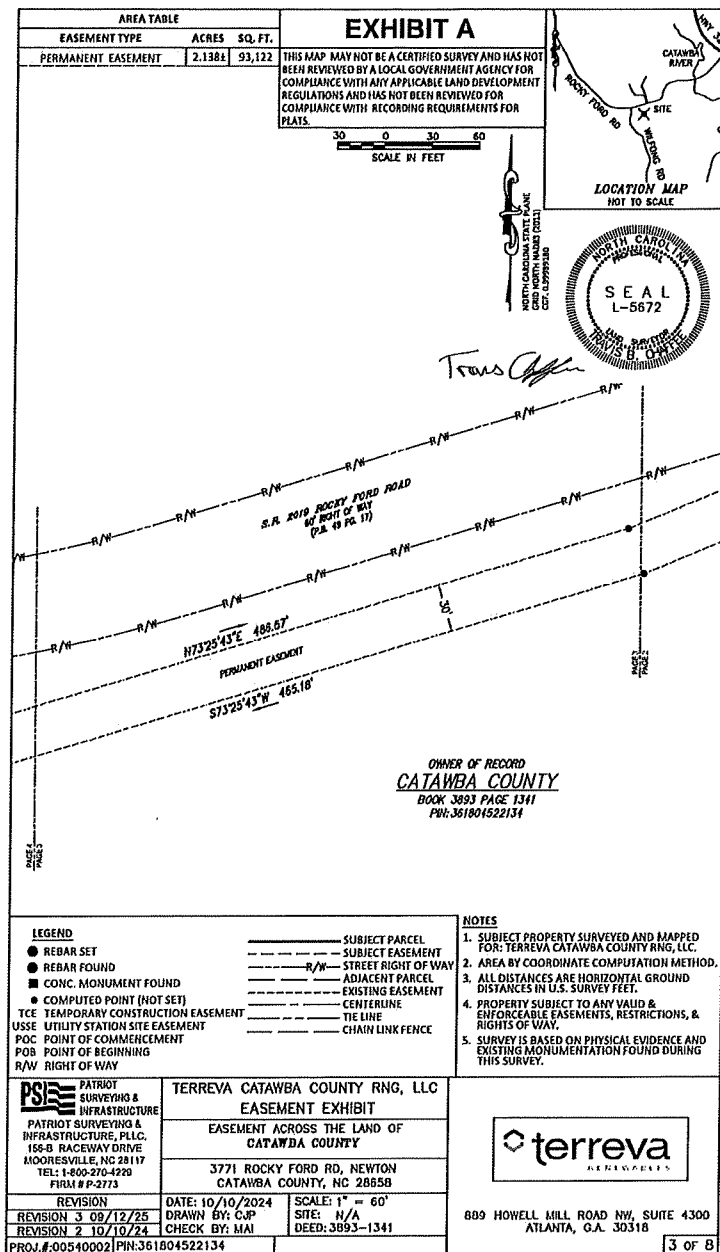 AREA TABLE
EASEMENT TYPE ACRES SQ. FT.
PERMANENT EASEMENT 2.138± 93,122
EXHIBIT A
THIS MAP MAY NOT BE A CERTIFIED SURVEY AND HAS NOT
BEEN REVIEWED BY A LOCAL GOVERNMENT AGENCY FOR
COMPLIANCE WITH ANY APPLICABLE LAND DEVELOPMENT
REGULATIONS AND HAS NOT BEEN REVIEWED FOR
COMPLIANCE WITH RECORDING REQUIREMENTS FOR
PLATS.
CATAWBA
RIVER
ROCKY FORD RD
SITE
WILFONG RD
LOCATION MAP
NOT TO SCALE
30 0 30 60
SCALE IN FEET
NORTH CAROLINA STATE PLANE
GRID NORTH NAD83 (2011)
NORTH CAROLINA
PROFESSIONAL
SEAL
L-5672
LAND SURVEYOR
TRAVIS B. CHAFFEE
R/W
R/W
R/W
R/W
R/W
R/W
R/W
R/W
S.R. 2019 ROCKY FORD ROAD
60' RIGHT OF WAY
(P.B. 49 PG. 17)
R/W
R/W
R/W
R/W
R/W
R/W
R/W
R/W
N73°25'43"E 486.67'
30'
PERMANENT EASEMENT
S73°25'43"W 465.18'
PAGE 3
PAGE 2
PAGE 4
PAGE 3
OWNER OF RECORD
CATAWBA COUNTY
BOOK 3893 PAGE 1341
PIN:361804522134
LEGEND
REBAR SET
REBAR FOUND
CONC. MONUMENT FOUND
COMPUTED POINT (NOT SET)
TCE TEMPORARY CONSTRUCTION EASEMENT
USSE UTILITY STATION SITE EASEMENT
POC POINT OF COMMENCEMENT
POB POINT OF BEGINNING
R/W RIGHT OF WAY
SUBJECT PARCEL
SUBJECT EASEMENT
R/W STREET RIGHT OF WAY
ADJACENT PARCEL
EXISTING EASEMENT
CENTERLINE
TIE LINE
CHAIN LINK FENCE
NOTES
1. SUBJECT PROPERTY SURVEYED AND MAPPED
FOR: TERREVA CATAWBA COUNTY RNG, LLC.
2. AREA BY COORDINATE COMPUTATION METHOD.
3. ALL DISTANCES ARE HORIZONTAL GROUND
DISTANCES IN U.S. SURVEY FEET.
4. PROPERTY SUBJECT TO ANY VALID &
ENFORCEABLE EASEMENTS, RESTRICTIONS, &
RIGHTS OF WAY.
5. SURVEY IS BASED ON PHYSICAL EVIDENCE AND
EXISTING MONUMENTATION FOUND DURING
THIS SURVEY.
PSI PATRIOT
SURVEYING &
INFRASTRUCTURE
PATRIOT SURVEYING &
INFRASTRUCTURE, PLLC.
156-B RACEWAY DRIVE
MOORESVILLE, NC 28117
TEL: 1-800-270-4229
FIRM # P-2773
REVISION
REVISION 3 09/12/25
REVISION 2 10/10/24
PROJ.#:00540002 PIN:361804522134
TERREVA CATAWBA COUNTY RNG, LLC
EASEMENT EXHIBIT
EASEMENT ACROSS THE LAND OF
CATAWBA COUNTY
3771 ROCKY FORD RD, NEWTON
CATAWBA COUNTY, NC 28658
DATE: 10/10/2024 SCALE: 1" = 60'
DRAWN BY: CJP SITE: N/A
CHECK BY: MAI DEED: 3893-1341
terreva
RENEWABLES
889 HOWELL MILL ROAD NW, SUITE 4300
ATLANTA, G.A. 30318
3 OF 8